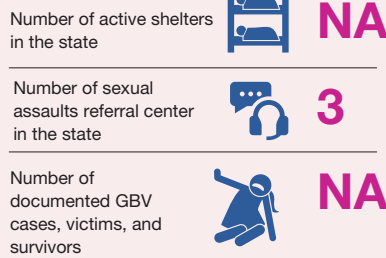 Number of active shelters
in the state
NA
Number of sexual
assaults referral center
in the state
3
Number of
documented GBV
cases, victims, and
survivors
NA